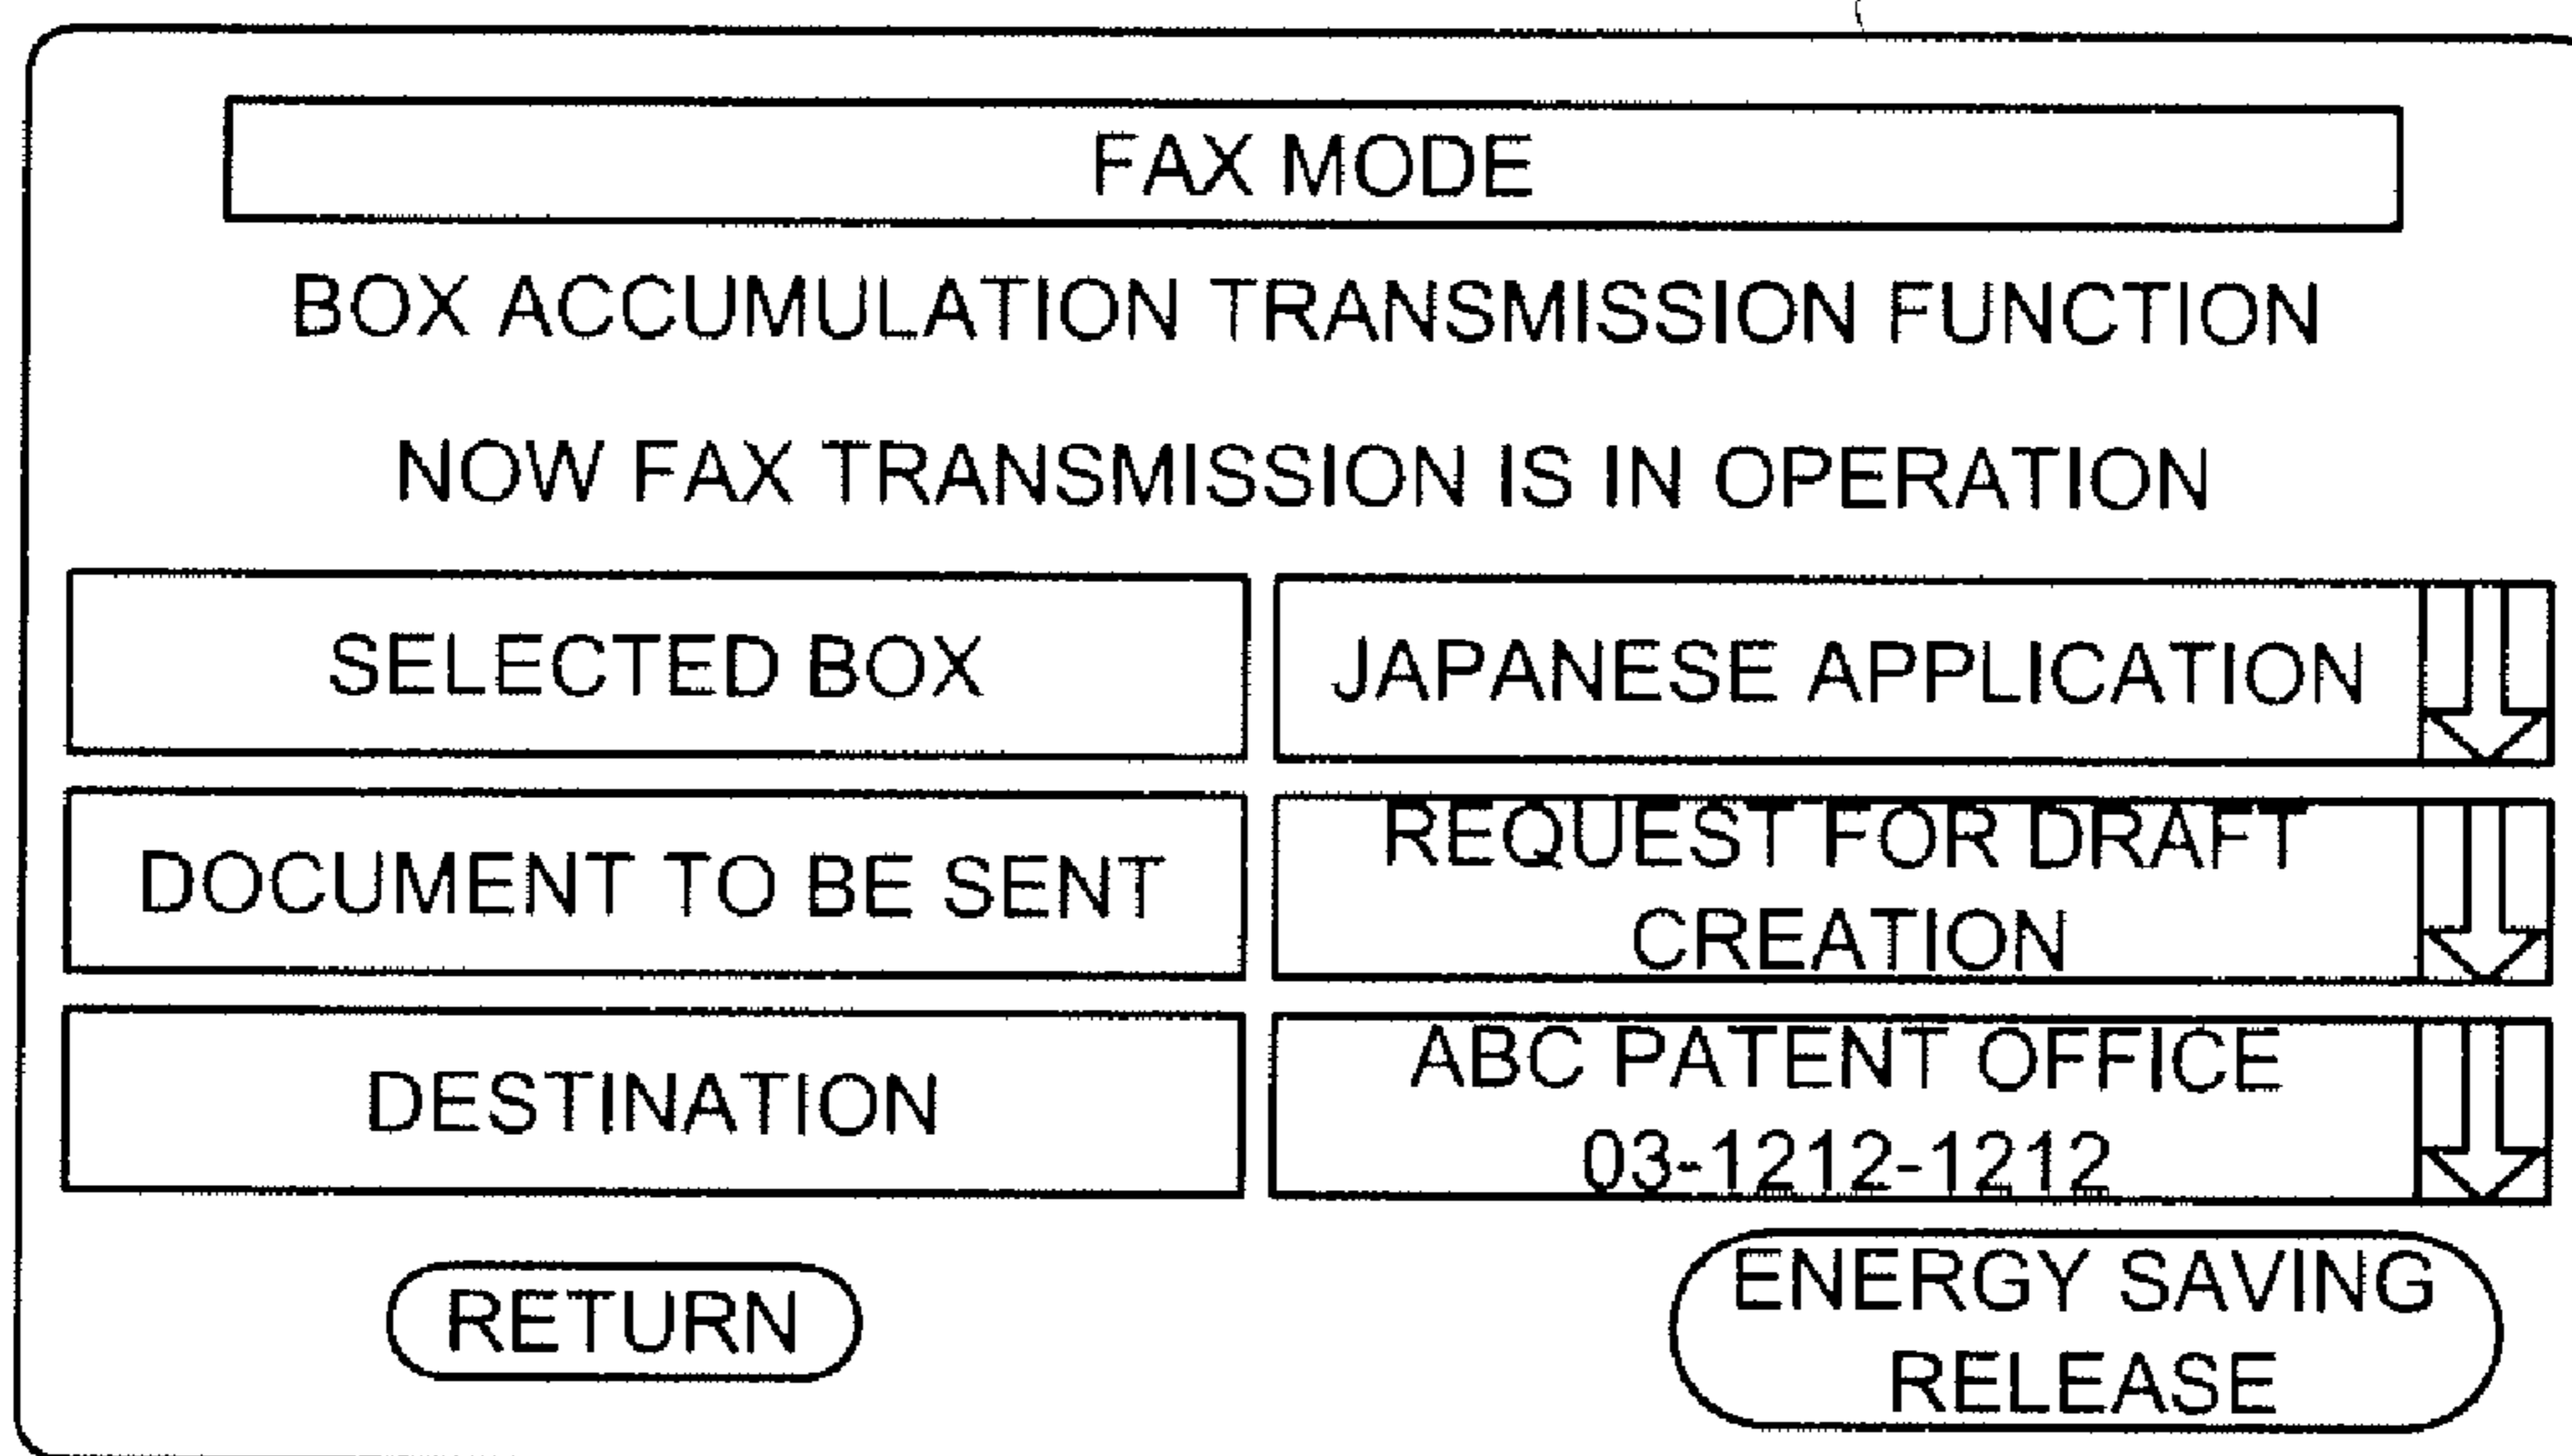 FAX MODE
BOX ACCUMULATION TRANSMISSION FUNCTION
NOW FAX TRANSMISSION IS IN OPERATION
SELECTED BOX
JAPANESE APPLICATION
DOCUMENT TO BE SENT
REQUEST FOR DRAFT
CREATION
DESTINATION
ABC PATENT OFFICE
03-1212-1212
RETURN
ENERGY SAVING
RELEASE